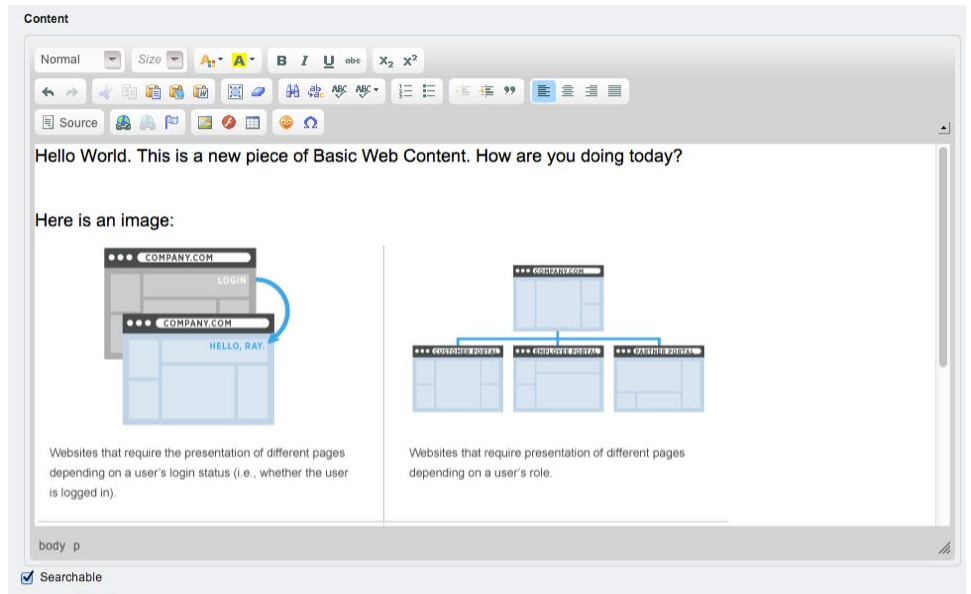 Content
Normal Size A A B I U abc X2 X²
ABC ABC
Source Ω
Hello World. This is a new piece of Basic Web Content. How are you doing today?
Here is an image:
COMPANY.COM
LOGIN
COMPANY.COM
HELLO, RAY.
COMPANY.COM
CUSTOMER PORTAL EMPLOYEE PORTAL PARTNER PORTAL
Websites that require the presentation of different pages
depending on a user's login status (i.e., whether the user
is logged in).
Websites that require presentation of different pages
depending on a user's role.
body p
Searchable